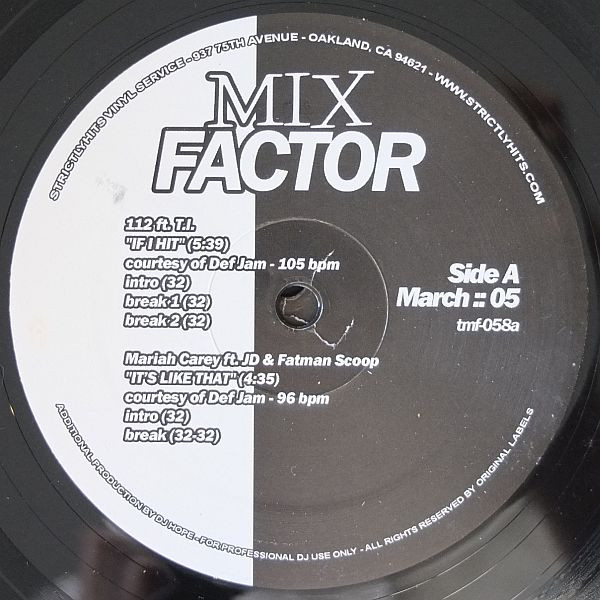 STRICTLYHITS VINYL SERVICE - 937 75TH AVENUE - OAKLAND, CA 94621 - WWW.STRICTLYHITS.COM
MIX
FACTOR
112 ft. T.I.
"IF I HIT" (5:39)
courtesy of Def Jam - 105 bpm
intro (32)
break 1 (32)
break 2 (32)
Side A
March :: 05
tmf-058a
Mariah Carey ft. JD & Fatman Scoop
"IT'S LIKE THAT" (4:35)
courtesy of Def Jam - 96 bpm
intro (32)
break (32-32)
ADDITIONAL PRODUCTION BY DJ HOPE - FOR PROFESSIONAL DJ USE ONLY - ALL RIGHTS RESERVED BY ORIGINAL LABELS